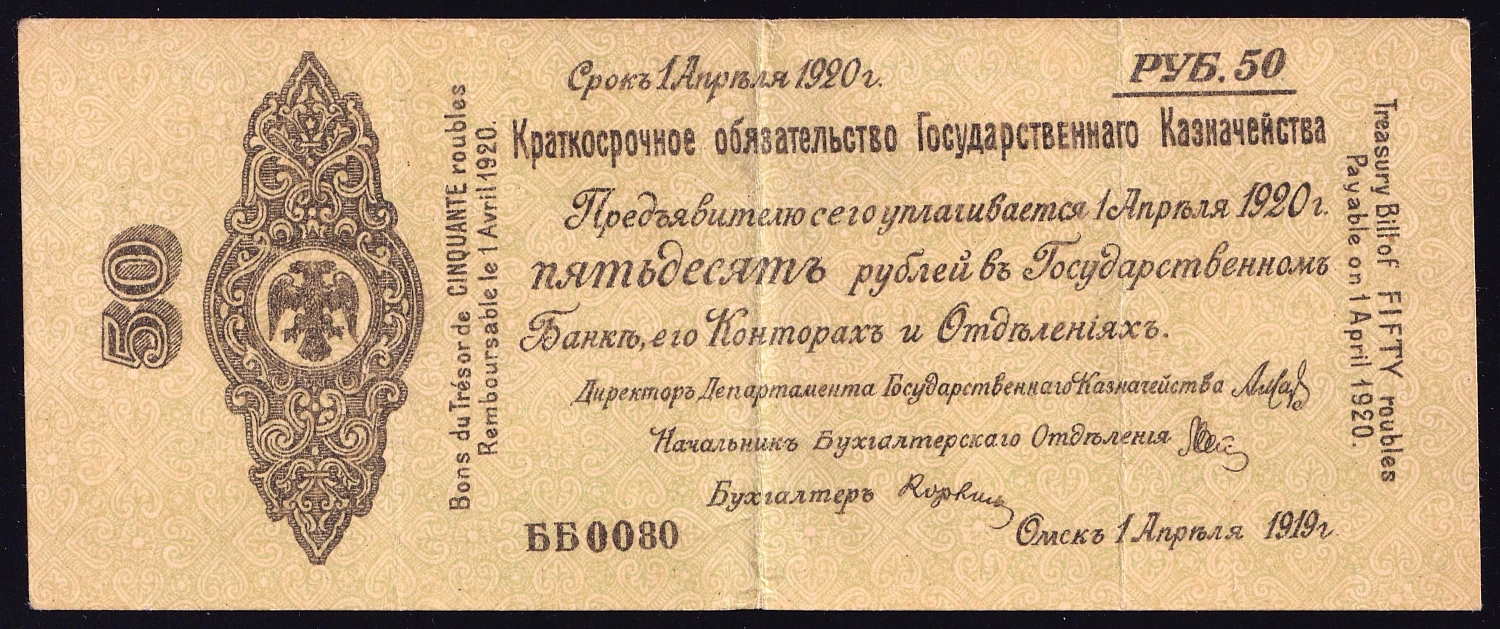 50
Bons du Trésor de CINQUANTE roubles
Remboursable le 1 Avril 1920.
Срокъ 1 Апрѣля 1920 г.
РУБ. 50
Краткосрочное обязательство Государственнаго Казначейства
Предъявителю сего уплачивается 1 Апрѣля 1920 г.
пятьдесятъ рублей въ Государственномъ
Банкѣ, его Конторахъ и Отдѣленіяхъ.
Директоръ Департамента Государственнаго Казначейства
Начальникъ Бухгалтерскаго Отдѣленія
Бухгалтеръ
ББ0080
Омскъ 1 Апрѣля 1919 г.
Treasury Bill of FIFTY roubles
Payable on 1 April 1920.